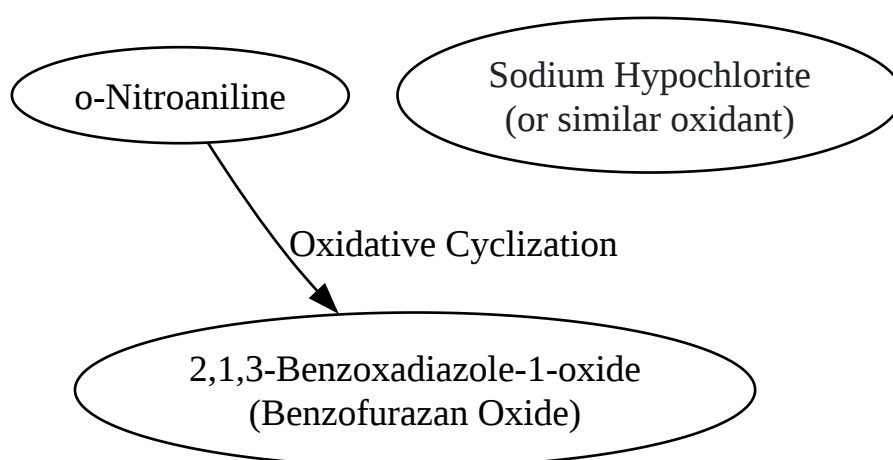 o-Nitroaniline
Sodium Hypochlorite
(or similar oxidant)
Oxidative Cyclization
2,1,3-Benzoxadiazole-1-oxide
(Benzofurazan Oxide)